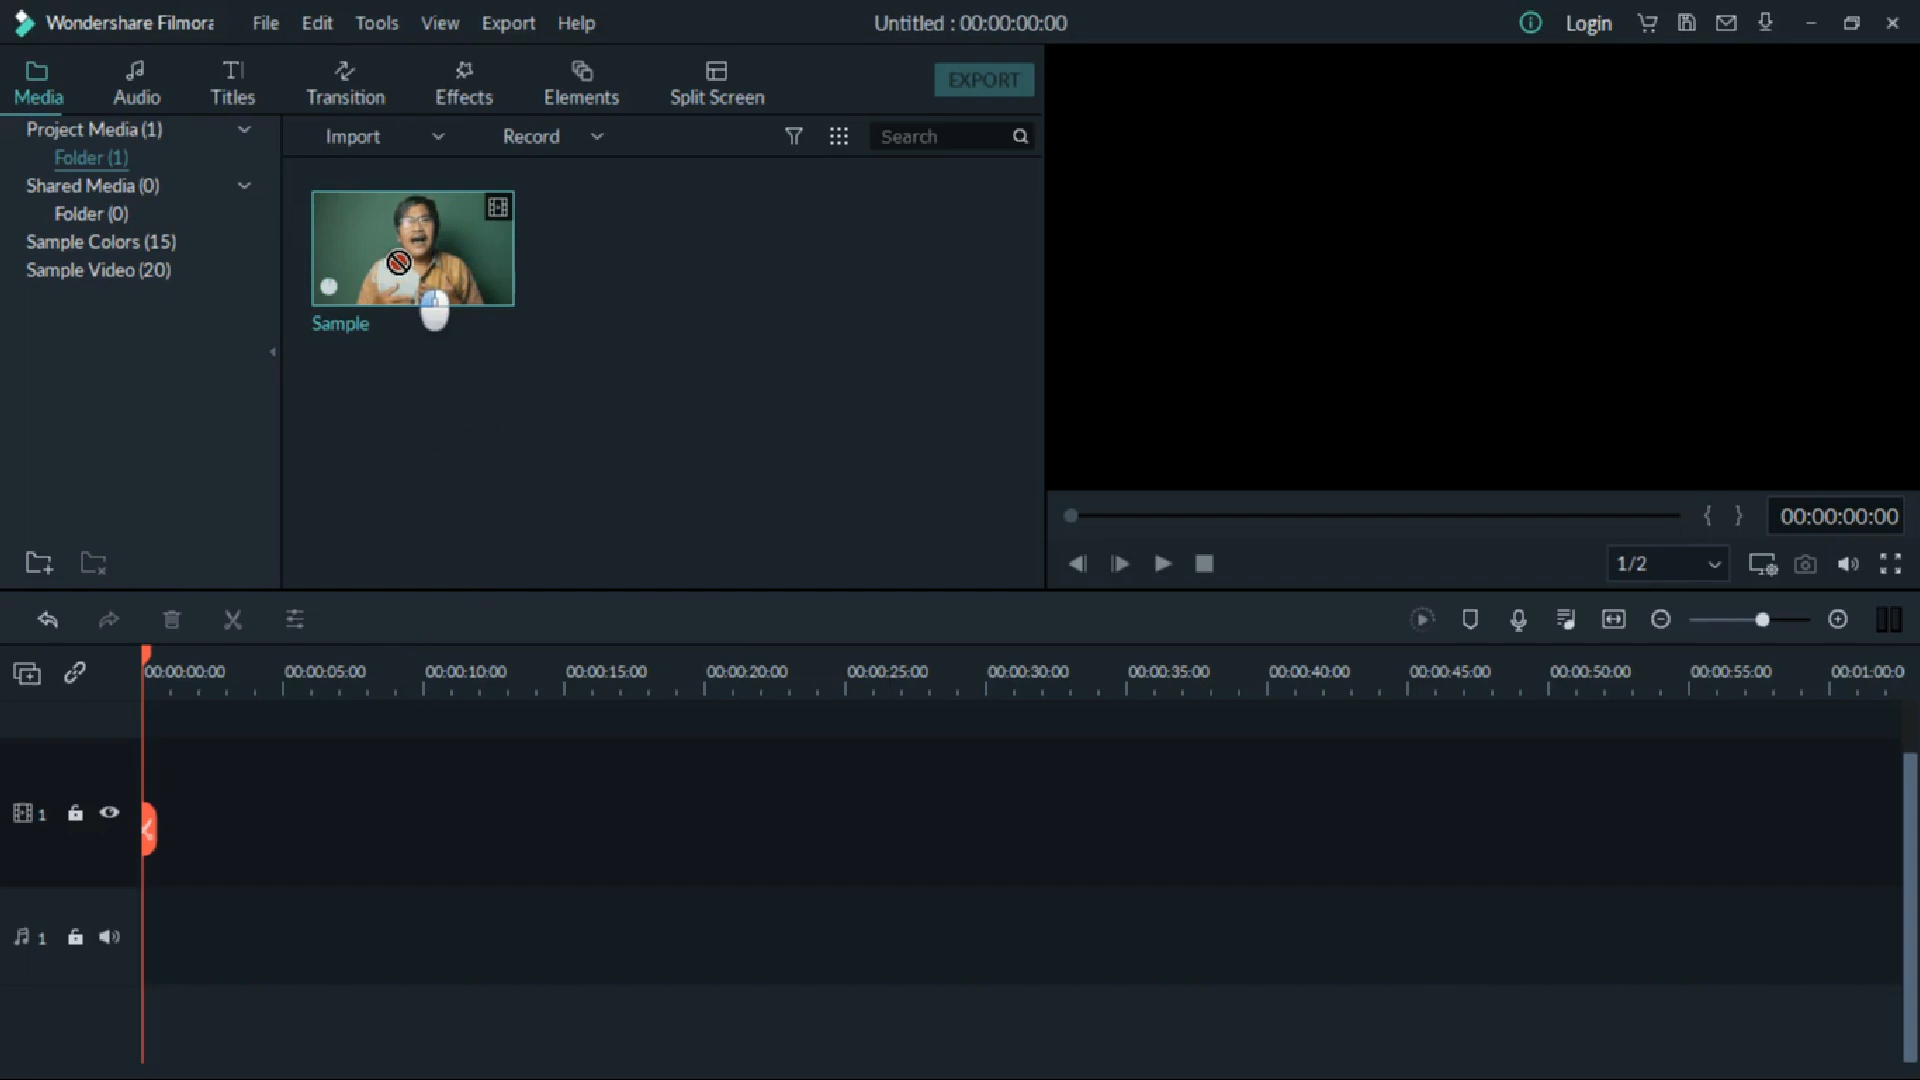 Wondershare Filmora File Edit Tools View Export Help Untitled : 00:00:00:00 Login
Media Audio Titles Transition Effects Elements Split Screen EXPORT
Project Media (1)
Folder (1)
Shared Media (0)
Folder (0)
Sample Colors (15)
Sample Video (20)
Import Record Search
Sample
00:00:00:00
1/2
00:00:00:00 00:00:05:00 00:00:10:00 00:00:15:00 00:00:20:00 00:00:25:00 00:00:30:00 00:00:35:00 00:00:40:00 00:00:45:00 00:00:50:00 00:00:55:00 00:01:00:0
1
1